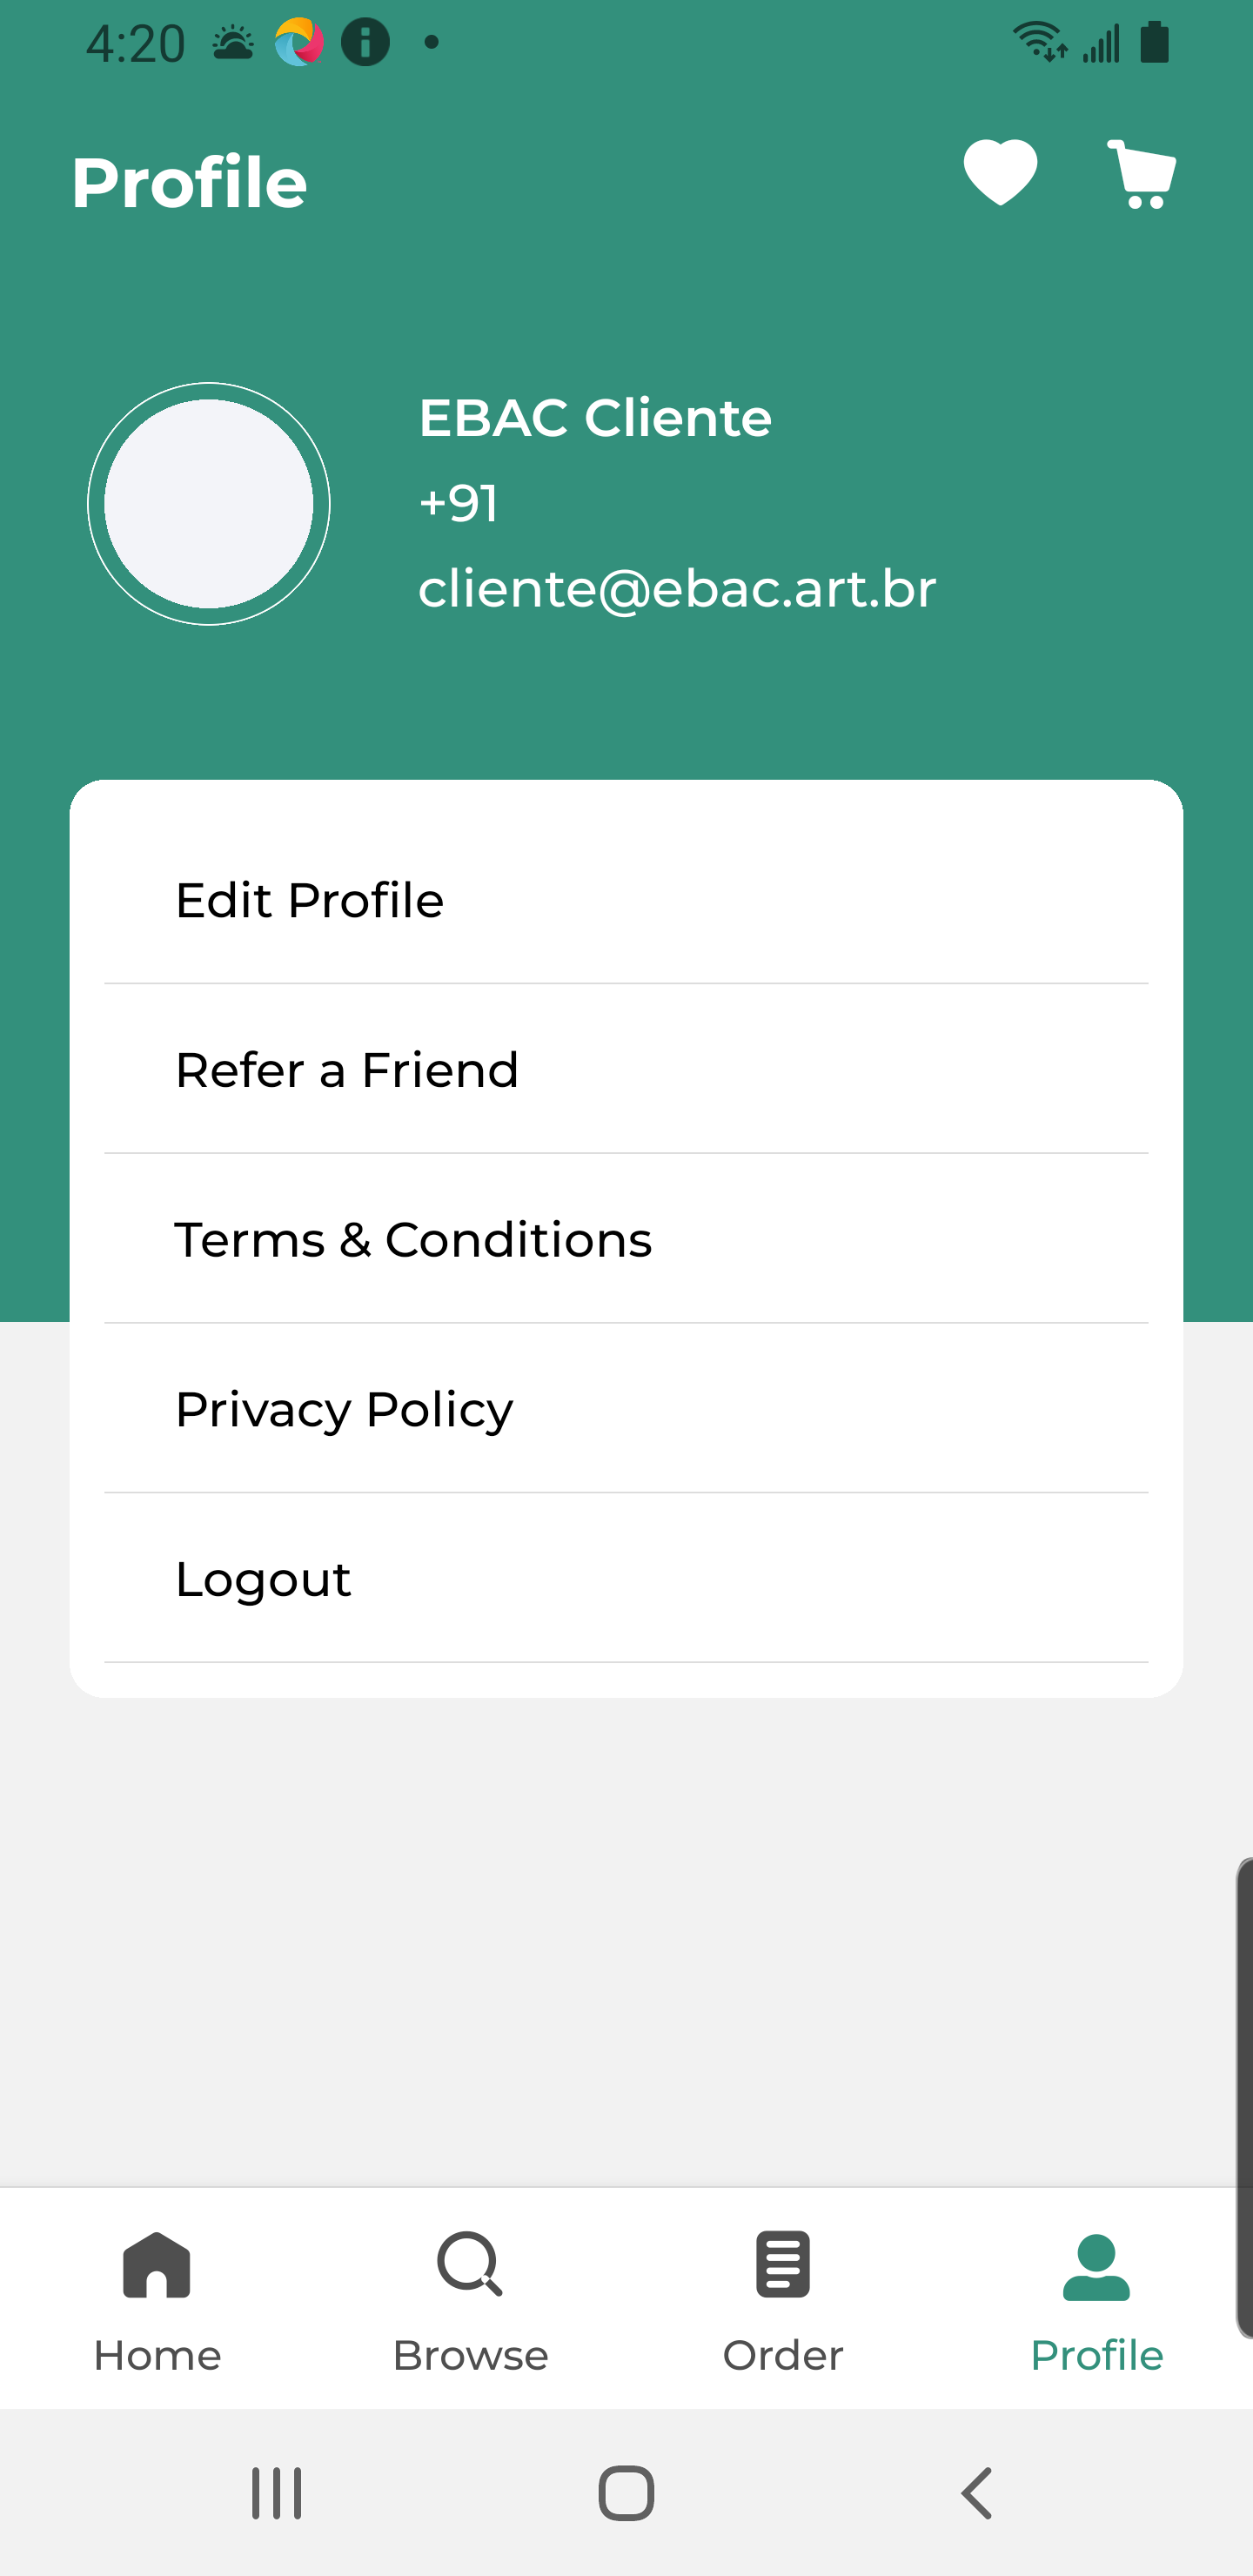 4:20
Profile
EBAC Cliente
+91
cliente@ebac.art.br
Edit Profile
Refer a Friend
Terms & Conditions
Privacy Policy
Logout
Home
Browse
Order
Profile